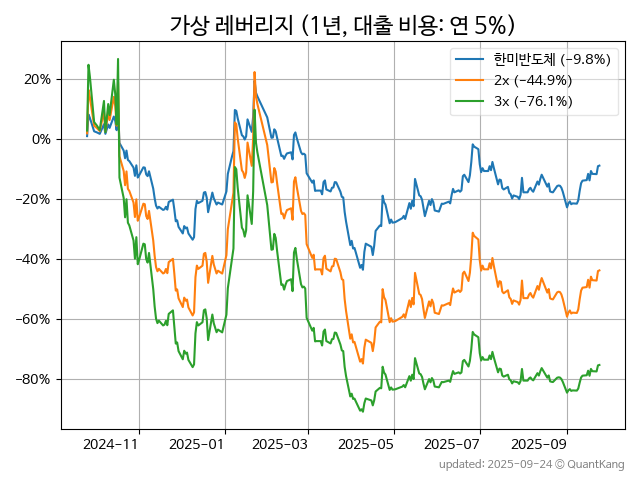 가상 레버리지 (1년, 대출 비용: 연 5%)
한미반도체 (−9.8%)
2x (−44.9%)
3x (−76.1%)
20%
0%
−20%
−40%
−60%
−80%
2024−11 2025−01 2025−03 2025−05 2025−07 2025−09
updated: 2025-09-24 © QuantKang